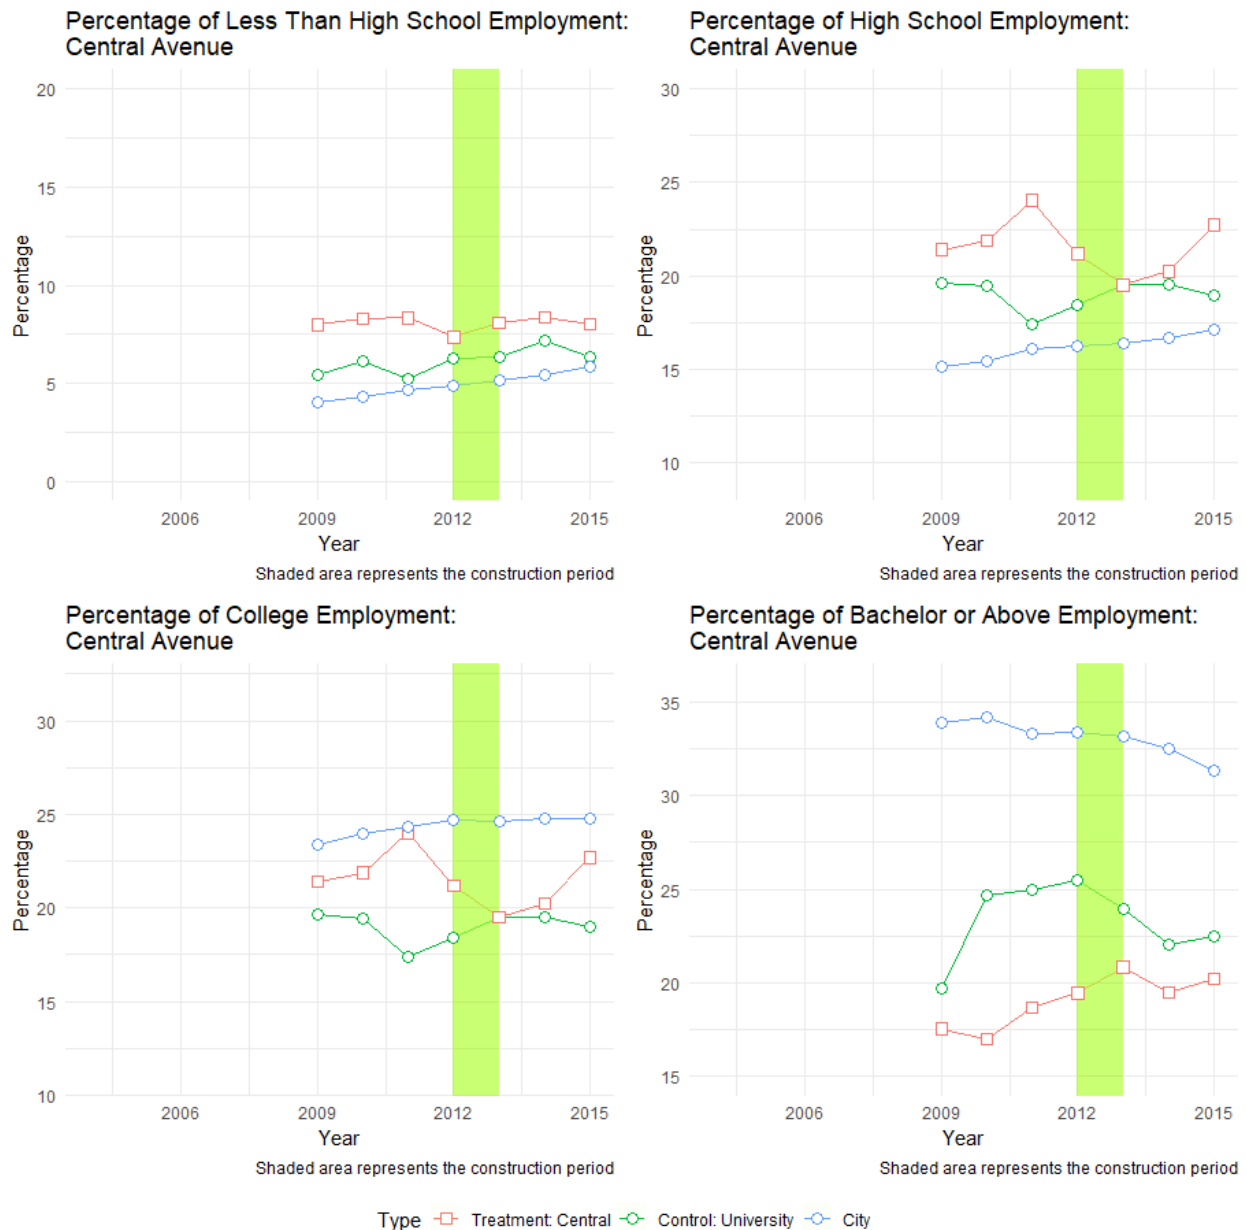 Percentage of Less Than High School Employment:
Central Avenue
20
15
10
5
0
Percentage
2006 2009 2012 2015
Year
Shaded area represents the construction period
Percentage of High School Employment:
Central Avenue
30
25
20
15
10
Percentage
2006 2009 2012 2015
Year
Shaded area represents the construction period
Percentage of College Employment:
Central Avenue
30
25
20
15
10
Percentage
2006 2009 2012 2015
Year
Shaded area represents the construction period
Percentage of Bachelor or Above Employment:
Central Avenue
35
30
25
20
15
Percentage
2006 2009 2012 2015
Year
Shaded area represents the construction period
Type Treatment: Central Control: University City